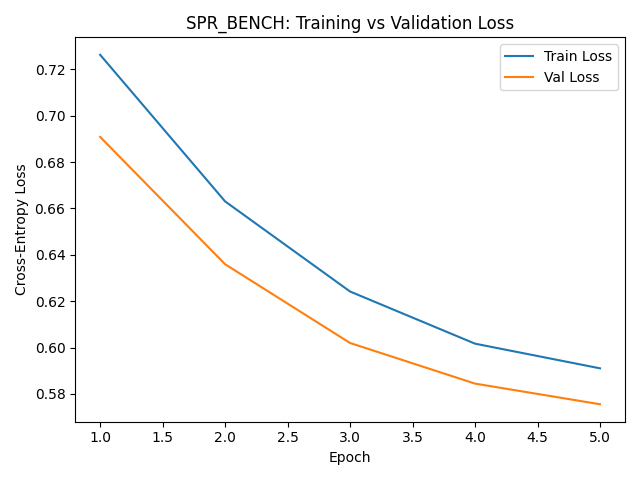 SPR_BENCH: Training vs Validation Loss
Train Loss
Val Loss
0.72
0.70
0.68
0.66
0.64
0.62
0.60
0.58
Cross-Entropy Loss
1.0 1.5 2.0 2.5 3.0 3.5 4.0 4.5 5.0
Epoch